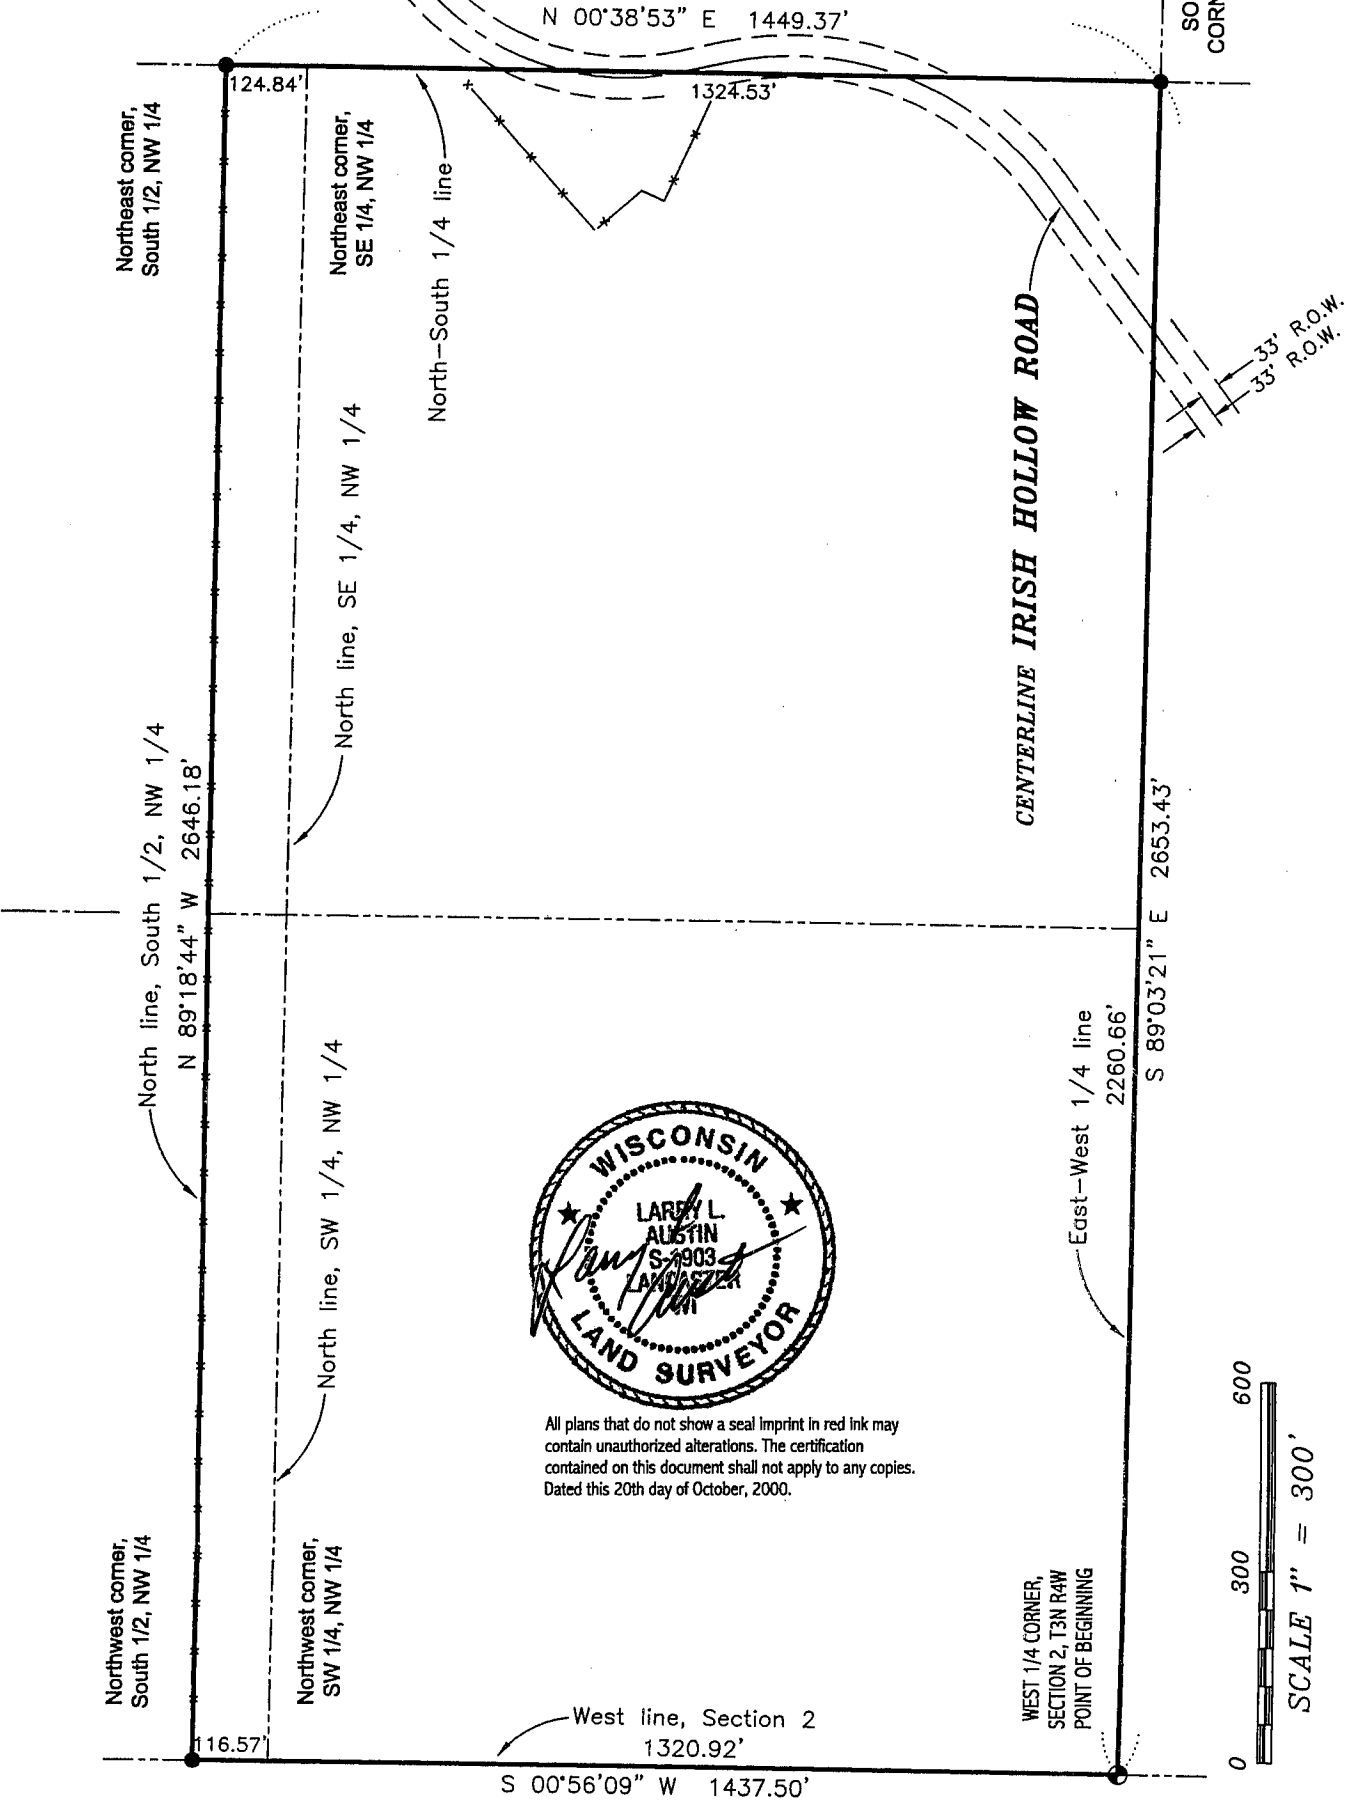 N 00°38'53" E 1449.37'
SO
CORN
124.84'
1324.53'
Northeast corner,
South 1/2, NW 1/4
Northeast corner,
SE 1/4, NW 1/4
North-South 1/4 line
33' R.O.W.
33' R.O.W.
CENTERLINE IRISH HOLLOW ROAD
North line, SE 1/4, NW 1/4
North line, South 1/2, NW 1/4
N 89°18'44" W 2646.18'
S 89°03'21" E 2653.43'
East-West 1/4 line
2260.66'
North line, SW 1/4, NW 1/4
WISCONSIN
LARRY L.
AUSTIN
LANCASTER
WI
LAND SURVEYOR
All plans that do not show a seal imprint in red ink may
contain unauthorized alterations. The certification
contained on this document shall not apply to any copies.
Dated this 20th day of October, 2000.
Northwest corner,
South 1/2, NW 1/4
Northwest corner,
SW 1/4, NW 1/4
WEST 1/4 CORNER,
SECTION 2, T3N R4W
POINT OF BEGINNING
0 300 600
SCALE 1" = 300'
116.57'
West line, Section 2
1320.92'
S 00°56'09" W 1437.50'